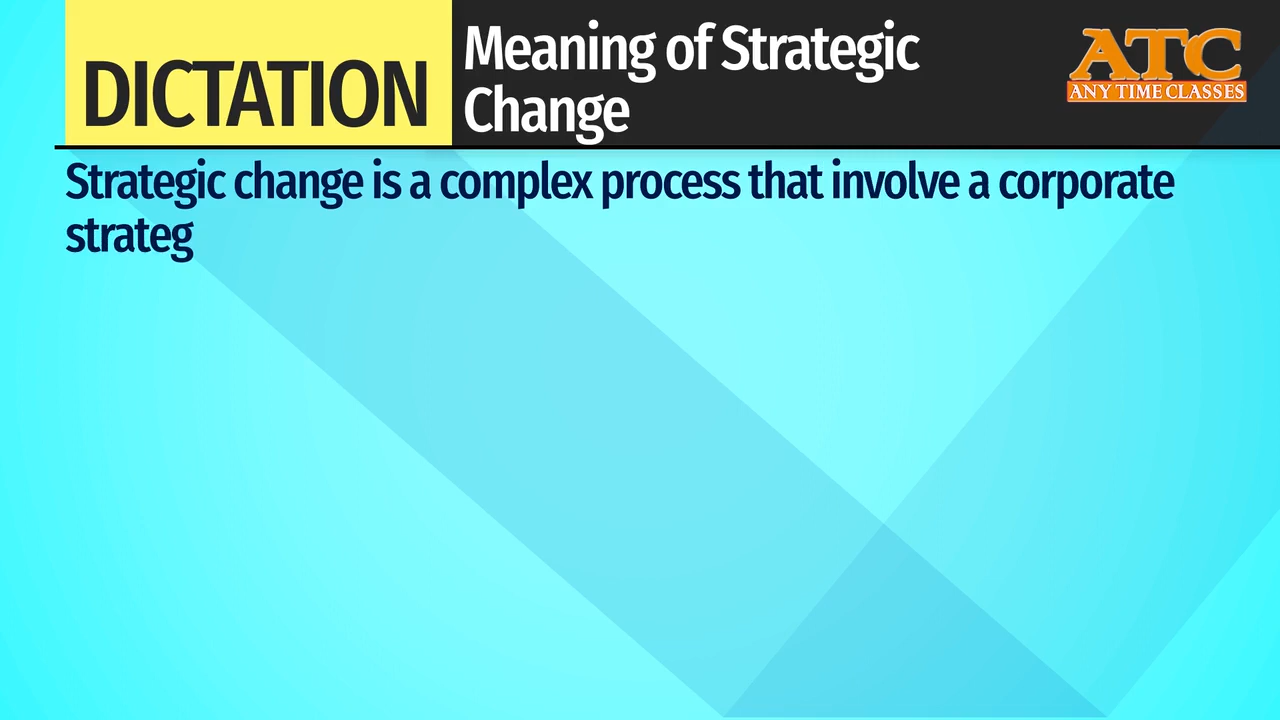 DICTATION
Meaning of Strategic
Change
ATC
ANY TIME CLASSES
Strategic change is a complex process that involve a corporate
strateg